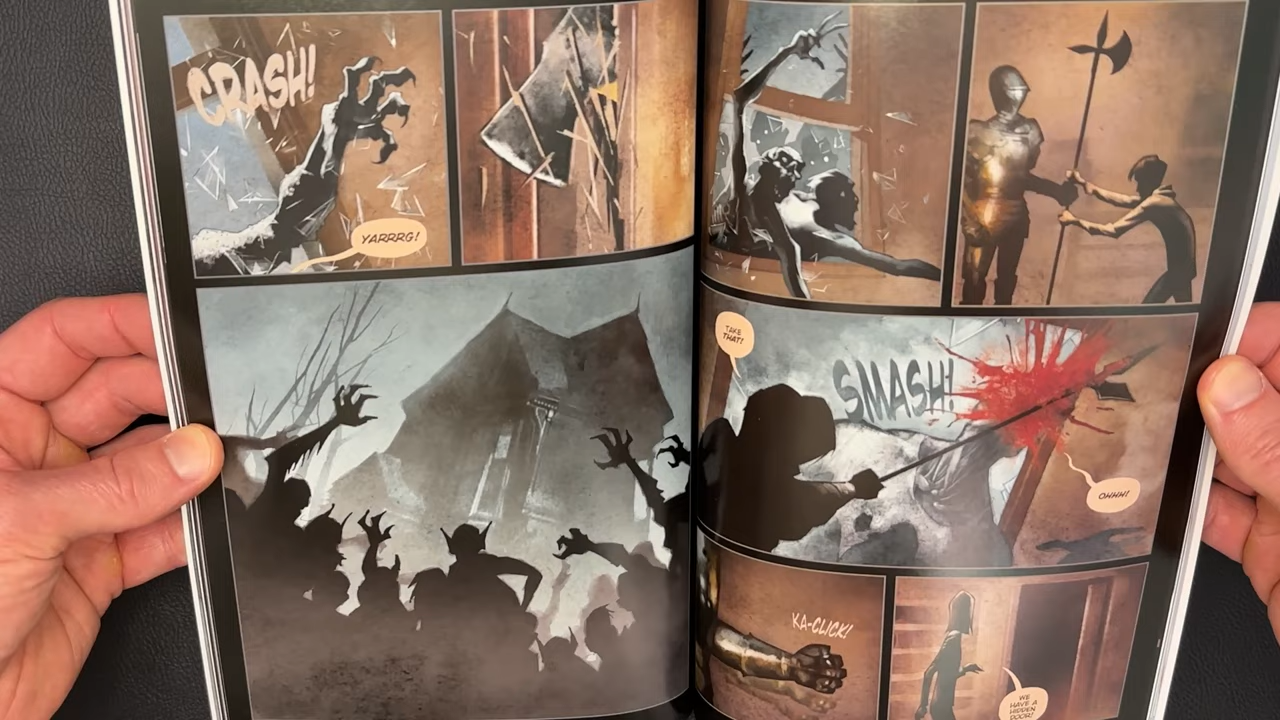 CRASH!
YARRRG!
TAKE
THAT!
SMASH!
OHHH!
KA-CLICK!
WE
HAVE A
HIDDEN
DOOR!